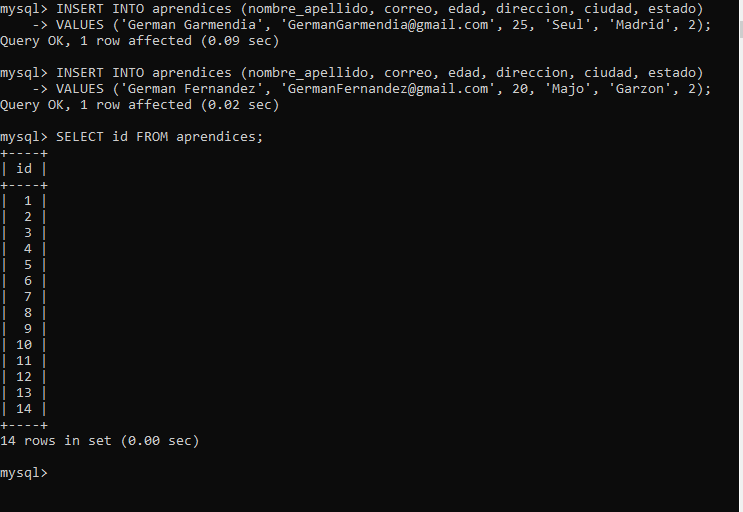 mysql> INSERT INTO aprendices (nombre_apellido, correo, edad, direccion, ciudad, estado)
    -> VALUES ('German Garmendia', 'GermanGarmendia@gmail.com', 25, 'Seul', 'Madrid', 2);
Query OK, 1 row affected (0.09 sec)

mysql> INSERT INTO aprendices (nombre_apellido, correo, edad, direccion, ciudad, estado)
    -> VALUES ('German Fernandez', 'GermanFernandez@gmail.com', 20, 'Majo', 'Garzon', 2);
Query OK, 1 row affected (0.02 sec)

mysql> SELECT id FROM aprendices;
+----+
| id |
+----+
|  1 |
|  2 |
|  3 |
|  4 |
|  5 |
|  6 |
|  7 |
|  8 |
|  9 |
| 10 |
| 11 |
| 12 |
| 13 |
| 14 |
+----+
14 rows in set (0.00 sec)

mysql>